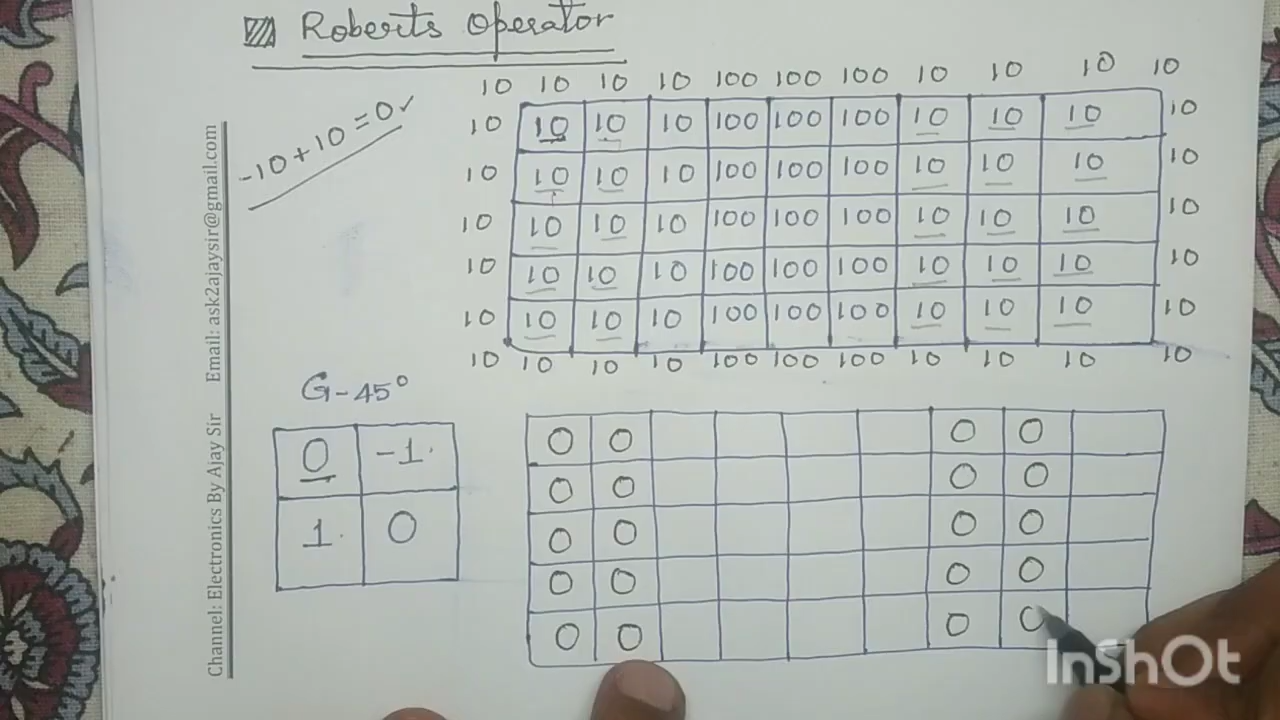 Roberts Operator
-10+10=0✓
10 10 10 10 100 100 100 10 10 10 10
10 10 10 10 100 100 100 10 10 10 10
10 10 10 10 100 100 100 10 10 10 10
10 10 10 10 100 100 100 10 10 10 10
10 10 10 10 100 100 100 10 10 10 10
10 10 10 10 100 100 100 10 10 10 10
10 10 10 10 100 100 100 10 10 10 10
G-45°
0 -1
1 0
0 0 0 0
0 0 0 0
0 0 0 0
0 0 0 0
0 0 0 0
Channel: Electronics By Ajay Sir Email: ask2ajaysir@gmail.com
InShOt